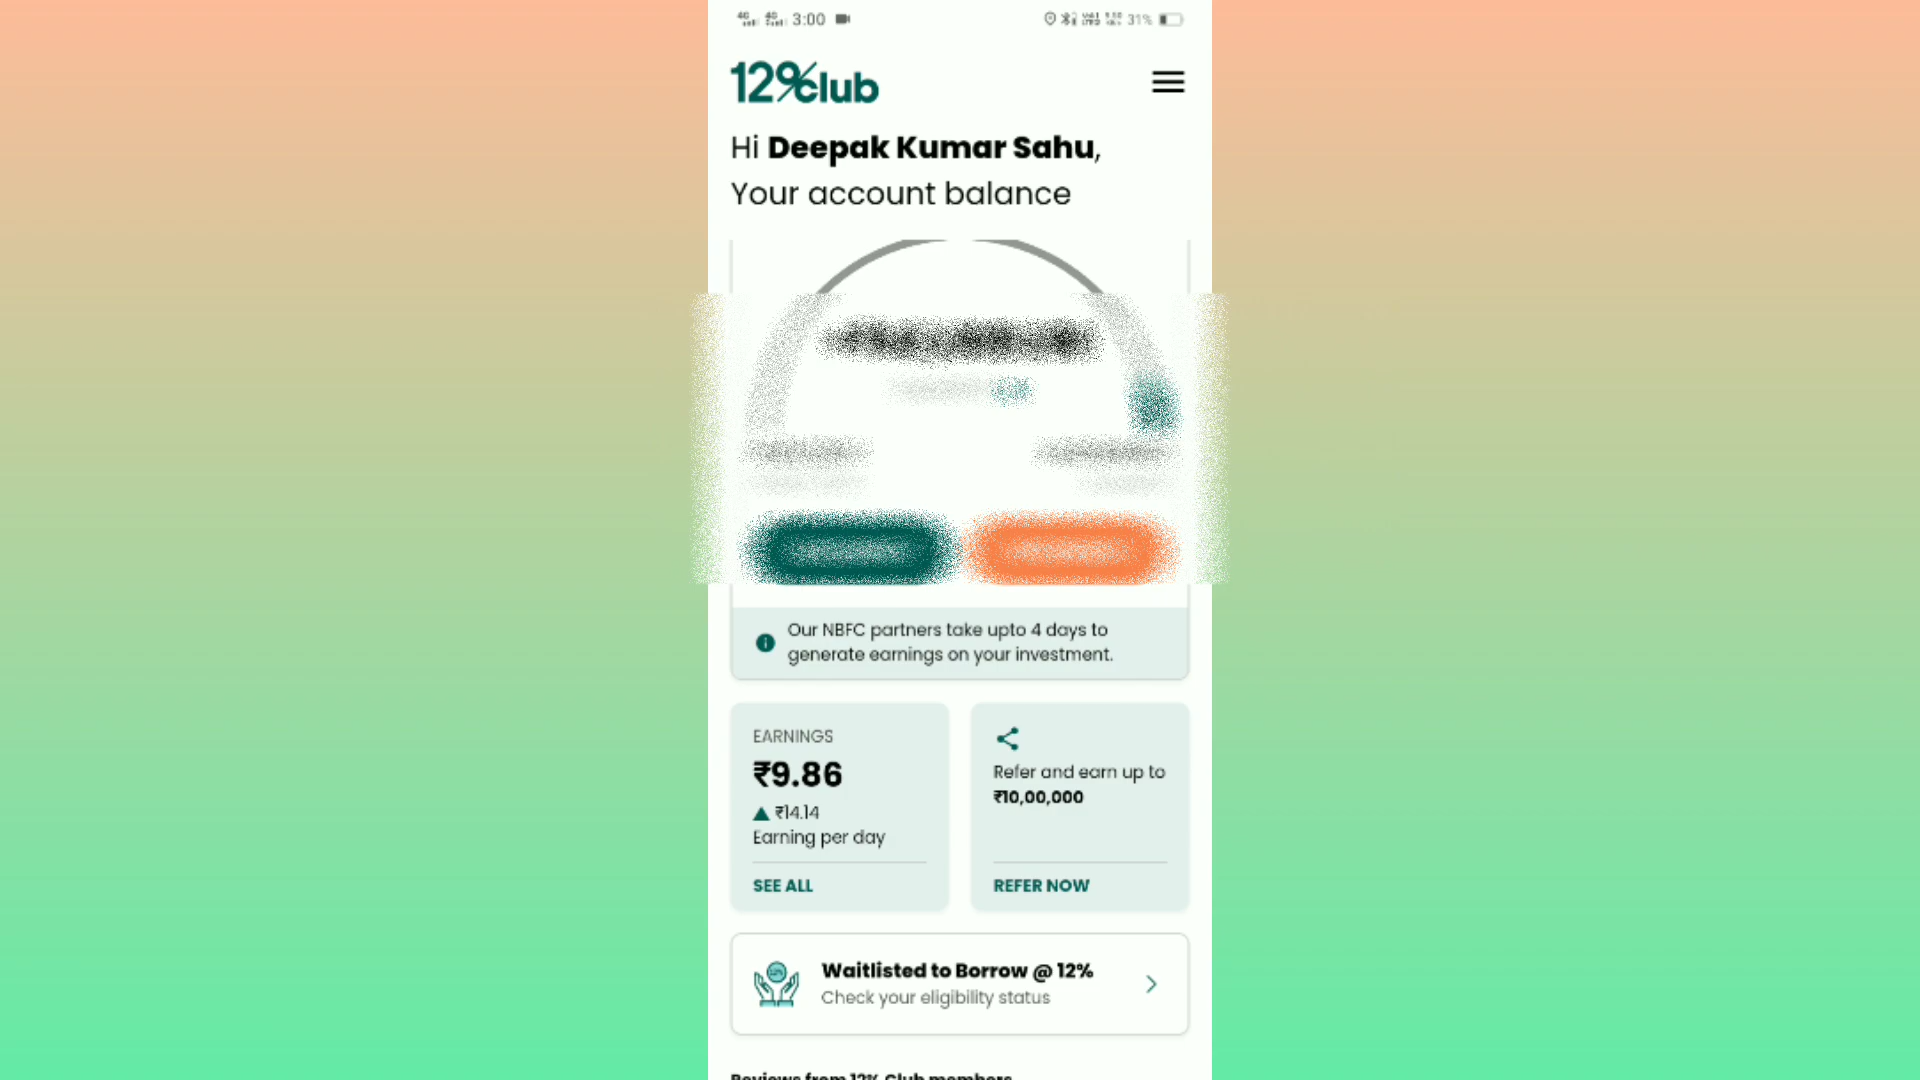 3:00
31%
12%club
Hi Deepak Kumar Sahu,
Your account balance
Our NBFC partners take upto 4 days to
generate earnings on your investment.
EARNINGS
₹9.86
₹14.14
Earning per day
SEE ALL
Refer and earn up to
₹10,00,000
REFER NOW
Waitlisted to Borrow @ 12%
Check your eligibility status
Reviews from 12% Club members